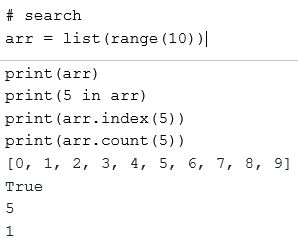 # search
arr = list(range(10))
print(arr)
print(5 in arr)
print(arr.index(5))
print(arr.count(5))
[0, 1, 2, 3, 4, 5, 6, 7, 8, 9]
True
5
1